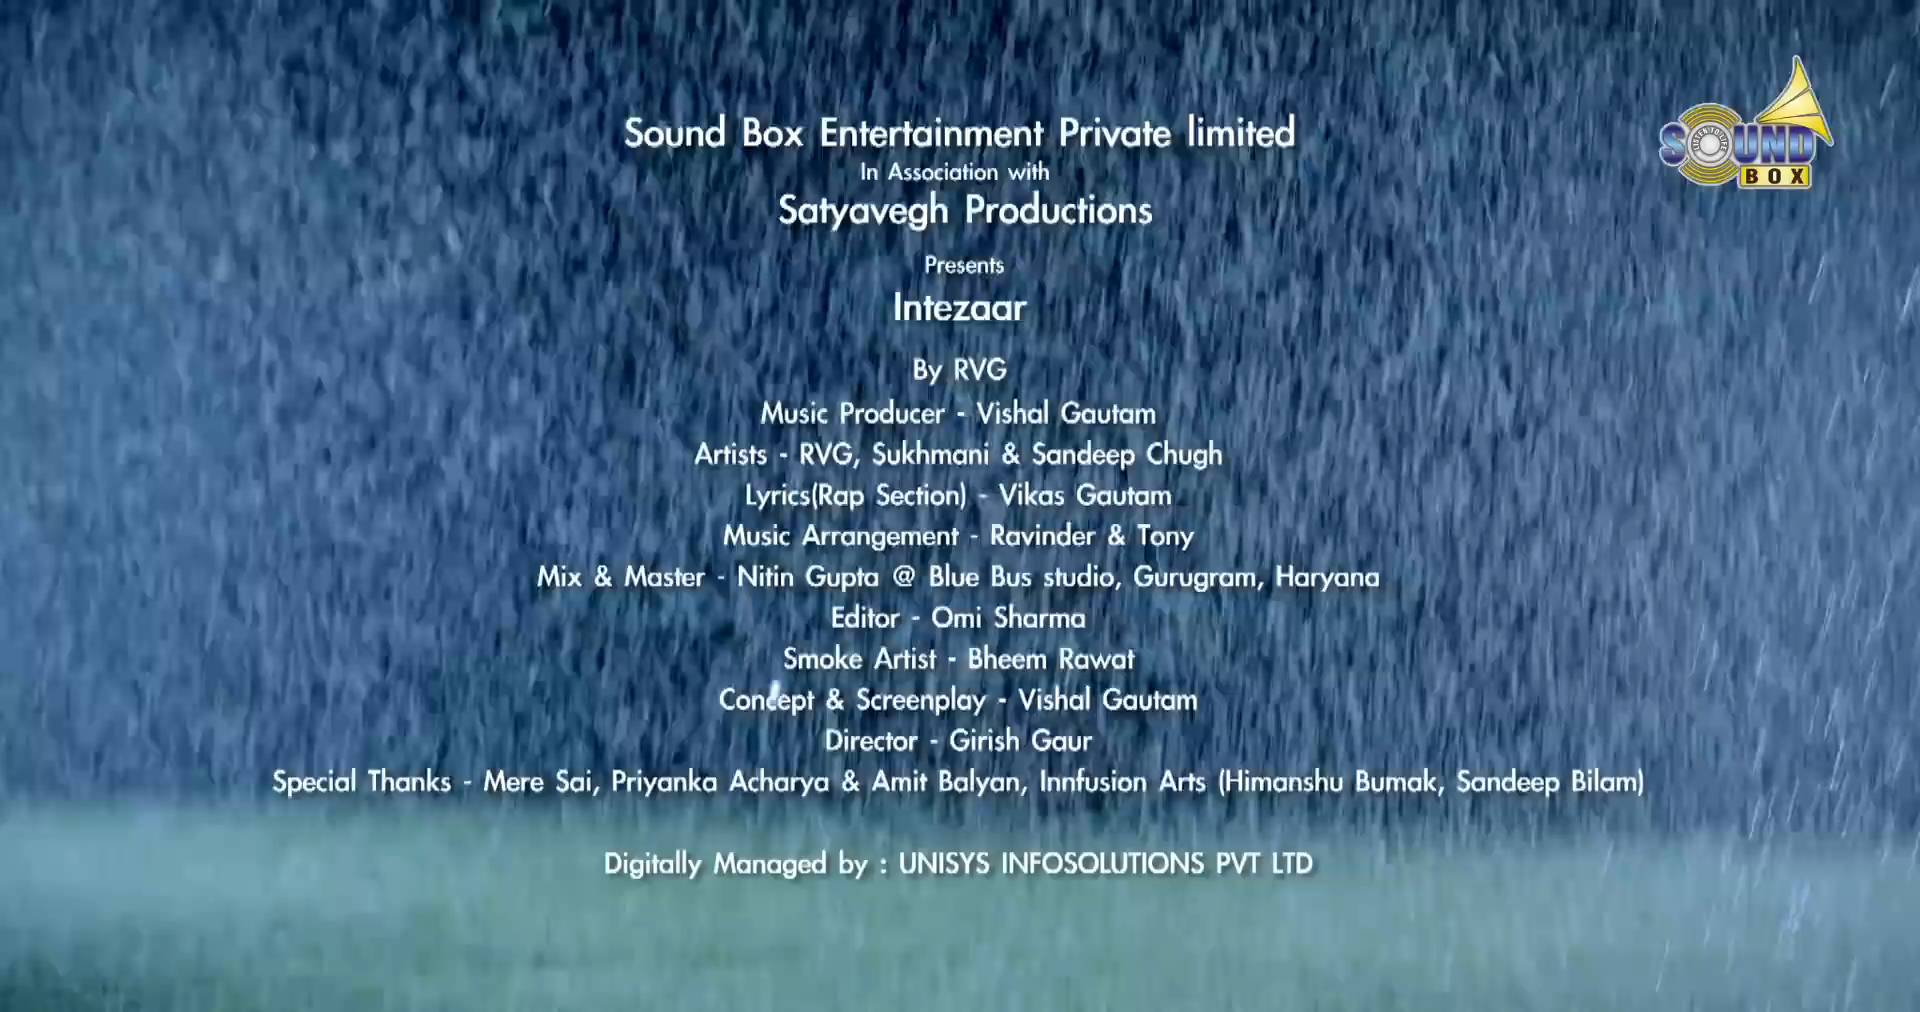 Sound Box Entertainment Private limited
In Association with
Satyavegh Productions
Presents
Intezaar
By RVG
Music Producer - Vishal Gautam
Artists - RVG, Sukhmani & Sandeep Chugh
Lyrics(Rap Section) - Vikas Gautam
Music Arrangement - Ravinder & Tony
Mix & Master - Nitin Gupta @ Blue Bus studio, Gurugram, Haryana
Editor - Omi Sharma
Smoke Artist - Bheem Rawat
Concept & Screenplay - Vishal Gautam
Director - Girish Gaur
Special Thanks - Mere Sai, Priyanka Acharya & Amit Balyan, Innfusion Arts (Himanshu Bumak, Sandeep Bilam)
Digitally Managed by : UNISYS INFOSOLUTIONS PVT LTD
SOUND
LISTEN TO LIFE
BOX